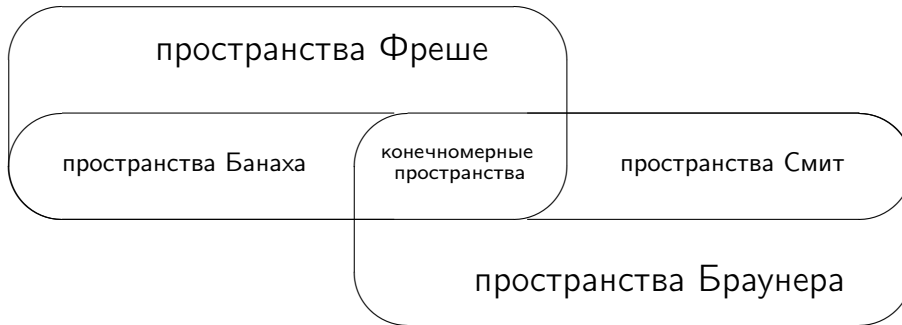 пространства Фреше
пространства Банаха
конечномерные
пространства
пространства Смит
пространства Браунера